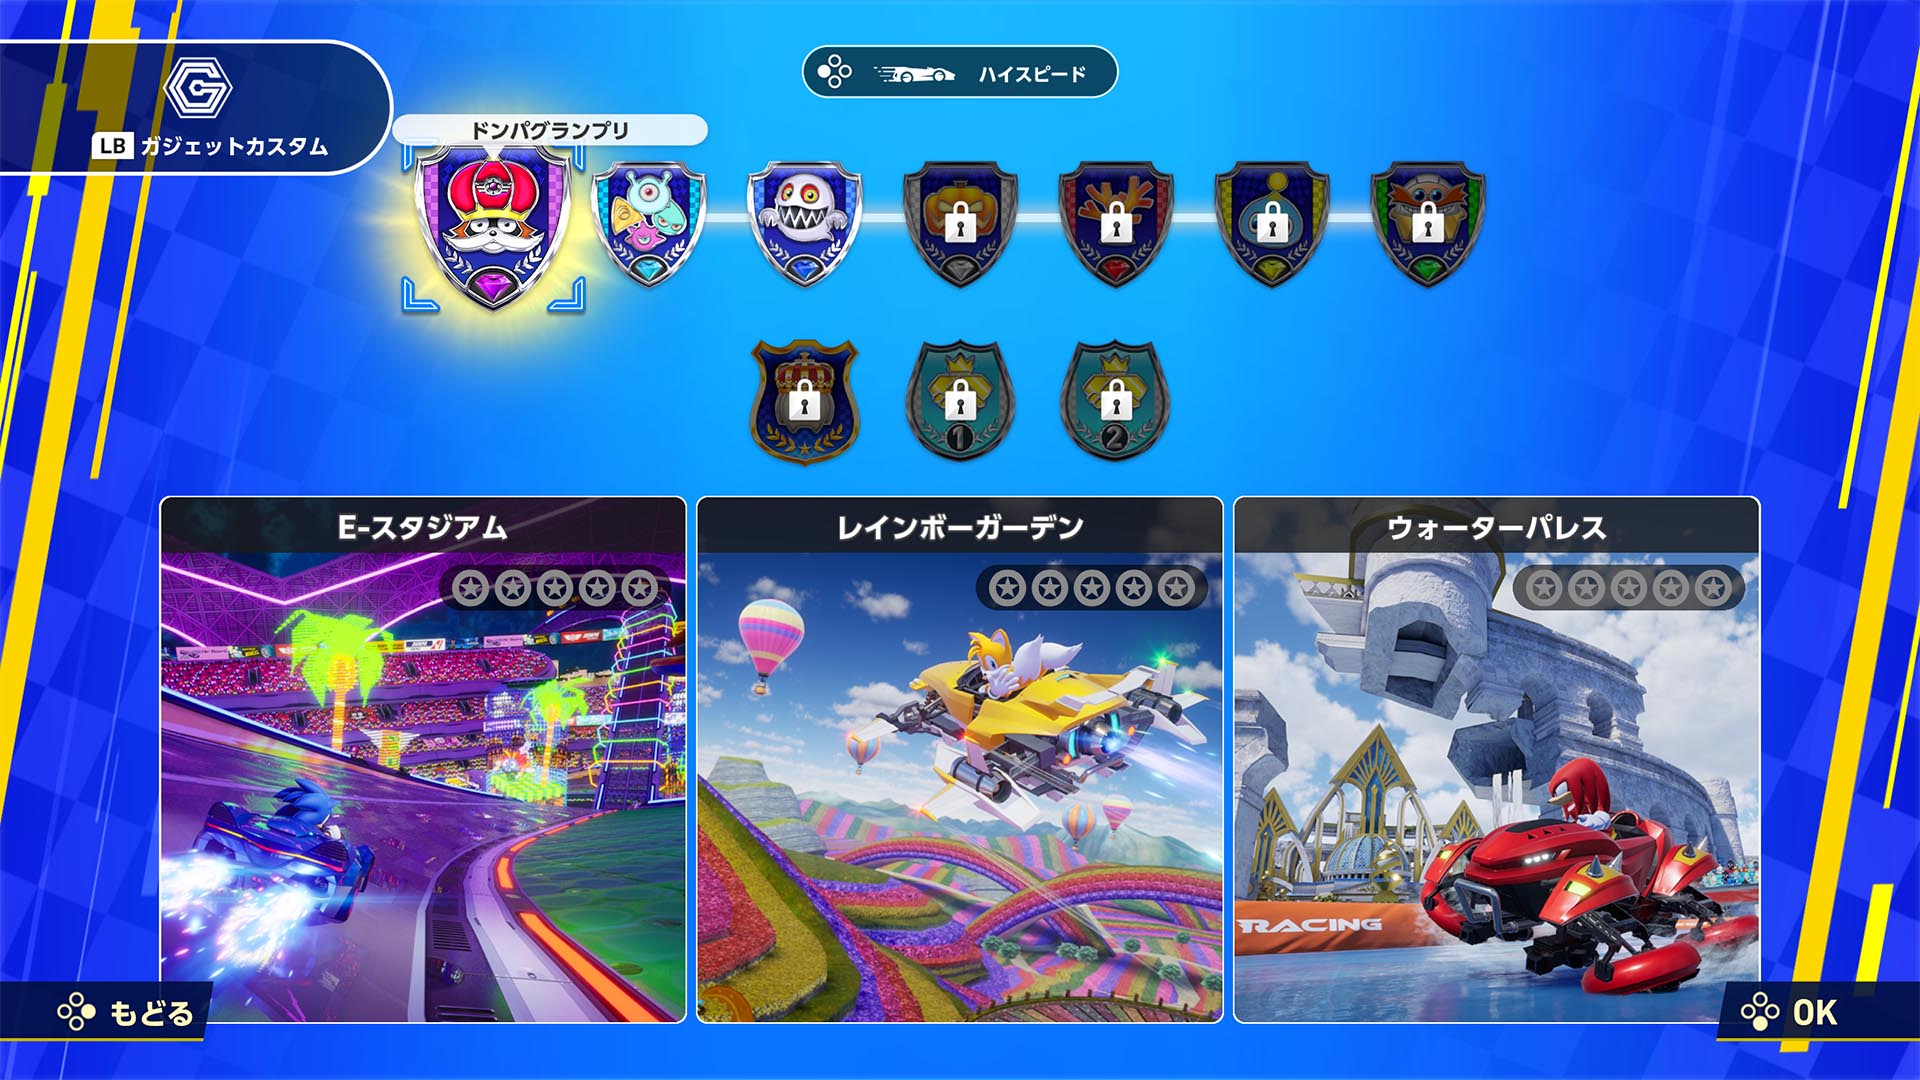 ハイスピード
LB ガジェットカスタム
ドンパグランプリ
1
2
E-スタジアム
レインボーガーデン
ウォーターパレス
RACING
もどる
OK